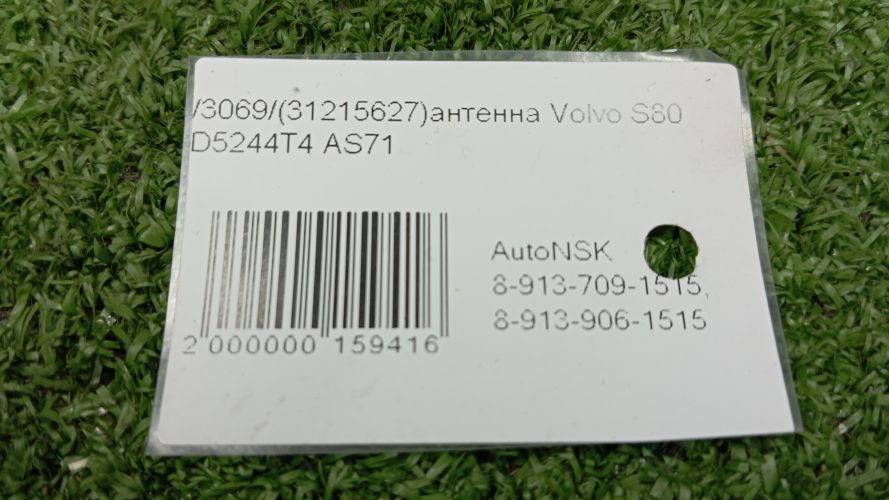 /3069/(31215627)антенна Volvo S80
D5244T4 AS71
AutoNSK
8-913-709-1515,
8-913-906-1515
2 000000 159416